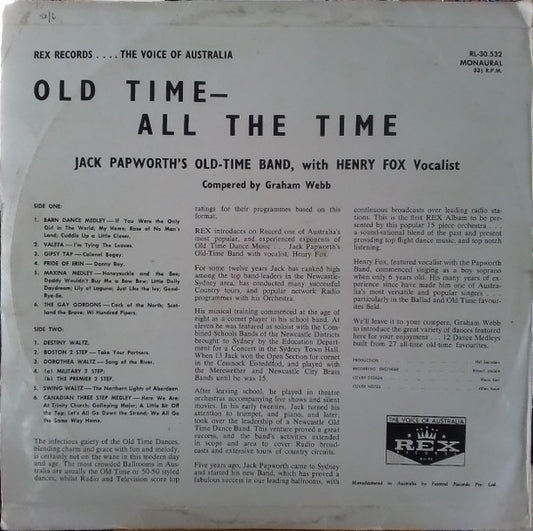 REX RECORDS . . . . THE VOICE OF AUSTRALIA
RL-30.532
MONAURAL
33⅓ R.P.M.
OLD TIME—
ALL THE TIME
JACK PAPWORTH'S OLD-TIME BAND, with HENRY FOX Vocalist
Compered by Graham Webb
SIDE ONE:
1. BARN DANCE MEDLEY — If You Were the Only
Girl in The World; My Home; Rose of No Man's
Land; Cuddle Up a Little Closer.
2. VALETA — I'm Tying The Leaves.
3. GIPSY TAP — Colonel Bogey.
4. PRIDE OF ERIN — Danny Boy.
5. MAXINA MEDLEY — Honeysuckle and the Bee;
Daddy Wouldn't Buy Me a Bow Bow; Little Dolly
Daydream; Lily of Laguna; Just Like the Ivy; Good-
Bye-Ee.
6. THE GAY GORDONS — Cock of the North; Scot-
land the Brave; Wi Hundred Pipers.
SIDE TWO:
1. DESTINY WALTZ.
2. BOSTON 2 STEP — Take Your Partners.
3. DOROTHEA WALTZ — Song of the River.
4. (a) MILITARY 2 STEP;
(b) THE PREMIER 2 STEP.
5. SWING WALTZ — The Northern Lights of Aberdeen.
6. CANADIAN THREE STEP MEDLEY — Here We Are;
At Trinity Church; Galloping Major; A Little Bit Off
the Top; Let's All Go Down the Strand; We All Go
the Same Way Home.
The infectious gaiety of the Old Time Dances,
blending charm and grace with fun and melody,
is certainly not on the wane in this modern day
and age. The most crowded Ballrooms in Aus-
tralia are usually the Old Time or 50-50 styled
dances, whilst Radio and Television score top
ratings for their programmes based on this
format.
REX introduces on Record one of Australia's
most popular, and experienced exponents of
Old Time Dance Music . . . Jack Papworth's
Old-Time Band with vocalist, Henry Fox.
For some twelve years Jack has ranked high
among the top band-leaders in the Newcastle-
Sydney area, has conducted many successful
Country tours, and popular network Radio
programmes with his Orchestra.
His musical training commenced at the age of
eight as a cornet player in his school band. At
eleven he was featured as soloist with the Com-
bined Schools Bands of the Newcastle Districts
brought to Sydney by the Education Depart-
ment for a Concert in the Sydney Town Hall.
When 13 Jack won the Open Section for cornet
in the Cessnock Eisteddfod, and played with
the Merewether and Newcastle City Brass
Bands until he was 15.
After leaving school, he played in theatre
orchestras accompanying live shows and silent
movies. In his early twenties, Jack turned his
attention to trumpet, and piano, and later,
took over the leadership of a Newcastle Old
Time Dance Band. This venture proved a great
success, and the band's activities extended
in scope and area to cover Radio broad-
casts and extensive tours of country circuits.
Five years ago, Jack Papworth came to Sydney
and started his new Band, which has proved a
fabulous success in our leading ballrooms, with
continuous broadcasts over leading radio sta-
tions. This is the first REX Album to be pre-
sented by this popular 15 piece orchestra . . .
a sound-rational blend of the past and present
providing top flight dance music, and top notch
listening.
Henry Fox, featured vocalist with the Papworth
Band, commenced singing as a boy soprano
when only 6 years old. His many years of ex-
perience since have made him one of Austra-
lia's most versatile and popular singers . . .
particularly in the Ballad and Old Time favour-
ites field.
We'll leave it to your compere, Graham Webb
to introduce the great variety of dances featured
here for your enjoyment . . . 12 Dance Medleys
built from 27 all-time old-time favourites.
PRODUCTION
RECORDING ENGINEER
COVER DESIGN
COVER NOTES
THE VOICE OF AUSTRALIA
REX
RECORDS
HI-FI
Manufactured in Australia by Festival Records Pty. Ltd.